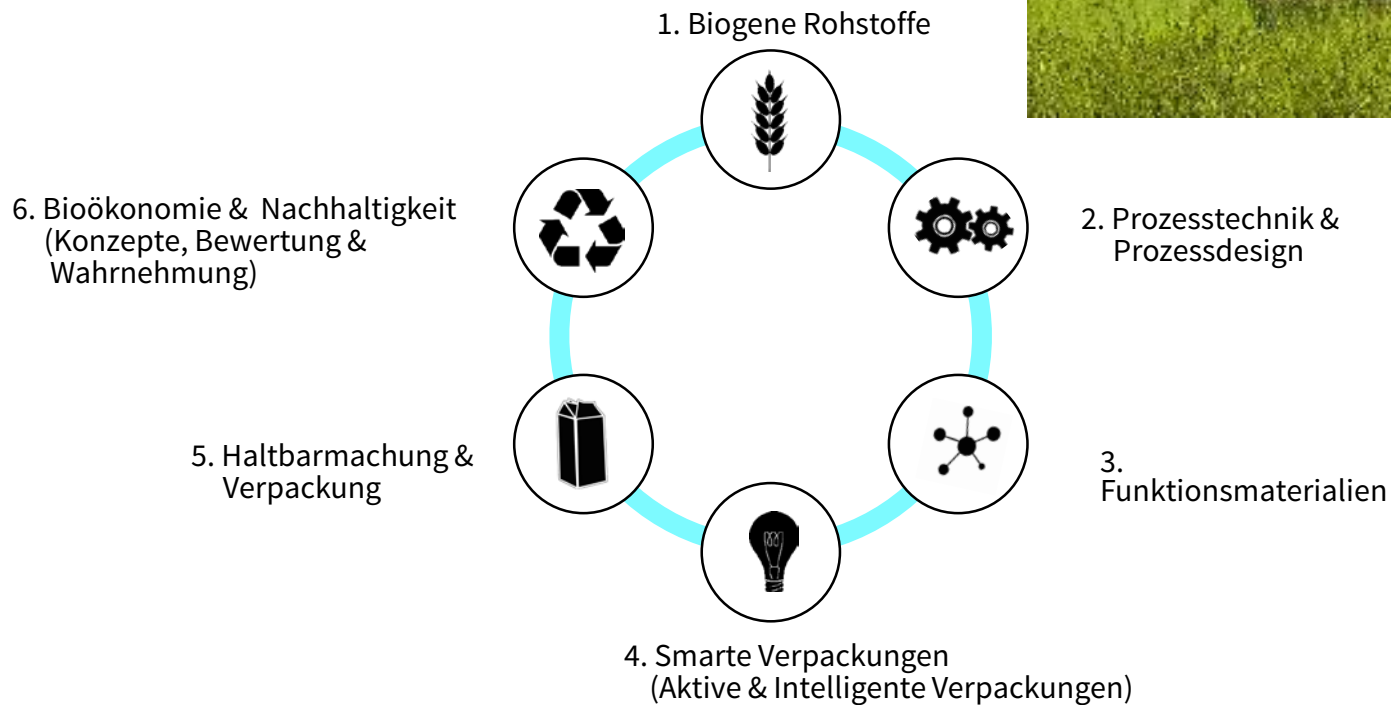 1. Biogene Rohstoffe
2. Prozesstechnik &
Prozessdesign
3.
Funktionsmaterialien
4. Smarte Verpackungen
(Aktive & Intelligente Verpackungen)
5. Haltbarmachung &
Verpackung
6. Bioökonomie & Nachhaltigkeit
(Konzepte, Bewertung &
Wahrnehmung)